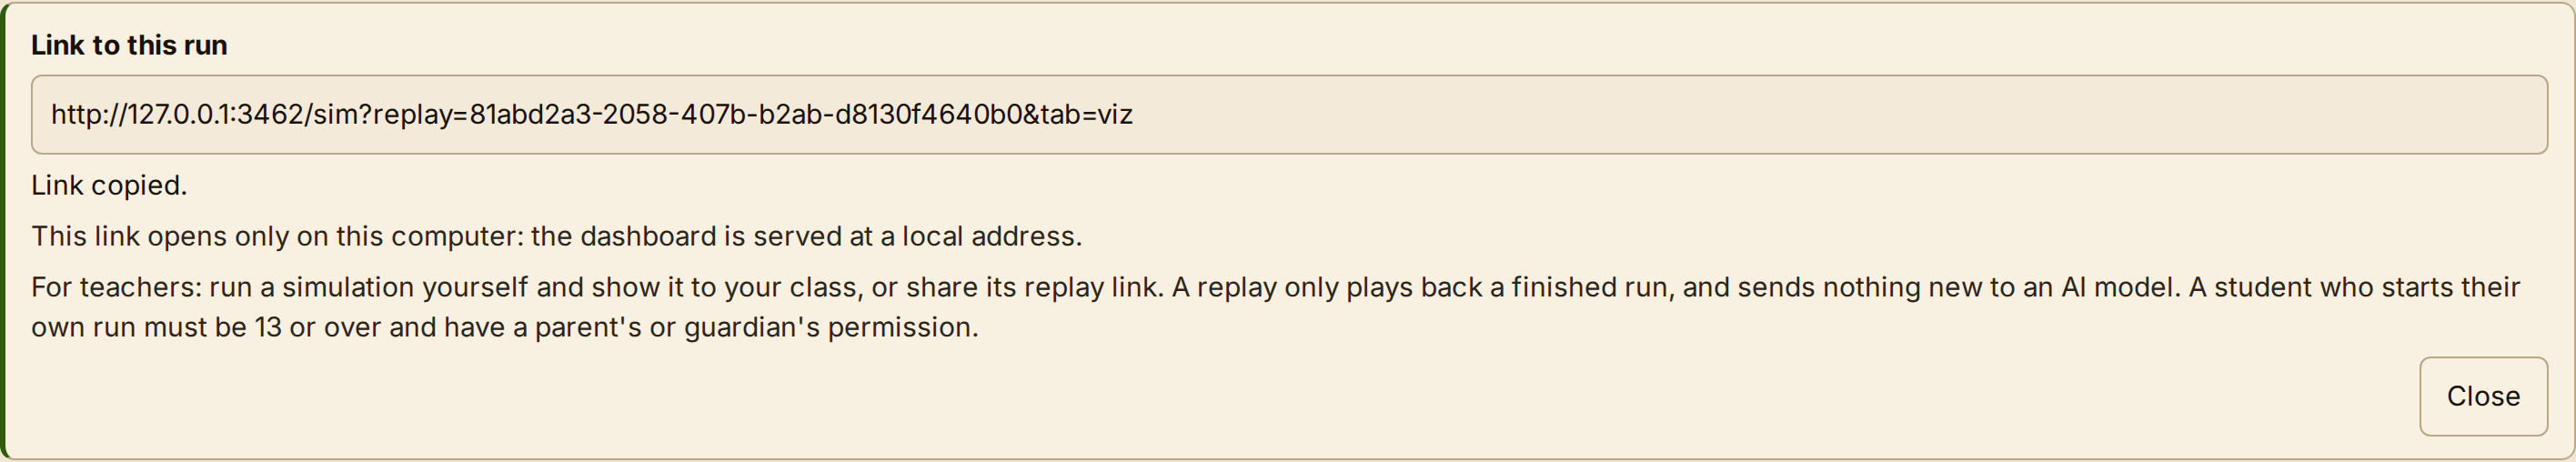 Link to this run
http://127.0.0.1:3462/sim?replay=81abd2a3-2058-407b-b2ab-d8130f4640b0&tab=viz
Link copied.
This link opens only on this computer: the dashboard is served at a local address.
For teachers: run a simulation yourself and show it to your class, or share its replay link. A replay only plays back a finished run, and sends nothing new to an AI model. A student who starts their
own run must be 13 or over and have a parent's or guardian's permission.
Close